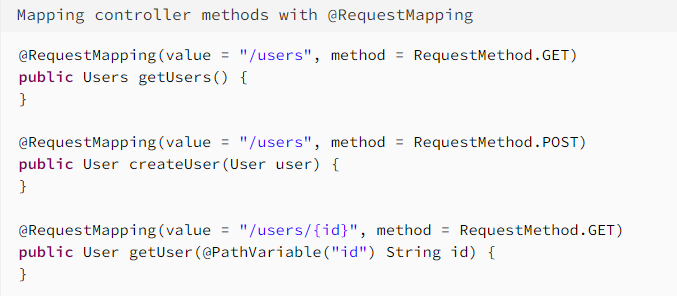 Mapping controller methods with @RequestMapping
@RequestMapping(value = "/users", method = RequestMethod.GET)
public Users getUsers() {
}
@RequestMapping(value = "/users", method = RequestMethod.POST)
public User createUser(User user) {
}
@RequestMapping(value = "/users/{id}", method = RequestMethod.GET)
public User getUser(@PathVariable("id") String id) {
}